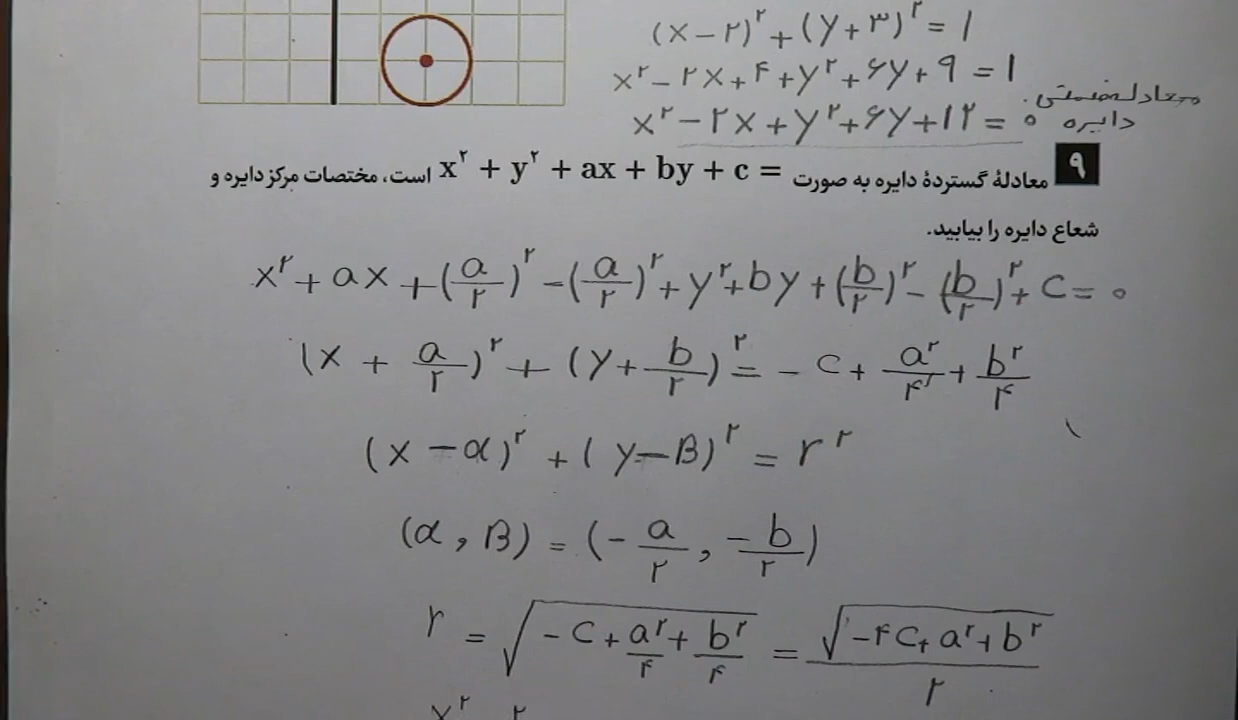 (x - ۲)^۲ + (y + ۳)^۲ = ۱
x^۲ - ۲x + ۴ + y^۲ + ۶y + ۹ = ۱
x^۲ - ۲x + y^۲ + ۶y + ۱۲ = ۰ معادله ضمنی دایره
۹ معادلهٔ گستردهٔ دایره به صورت x^۲ + y^۲ + ax + by + c = است، مختصات مرکز دایره و
شعاع دایره را بیابید.
x^۲ + ax + (a/۲)^۲ - (a/۲)^۲ + y^۲ + by + (b/۲)^۲ - (b/۲)^۲ + c = ۰
(x + a/۲)^۲ + (y + b/۲)^۲ = - c + a^۲/۴ + b^۲/۴
(x - α)^۲ + (y - β)^۲ = r^۲
(α, β) = (- a/۲, - b/۲)
r = √(- c + a^۲/۴ + b^۲/۴) = √(-۴c + a^۲ + b^۲)/۲